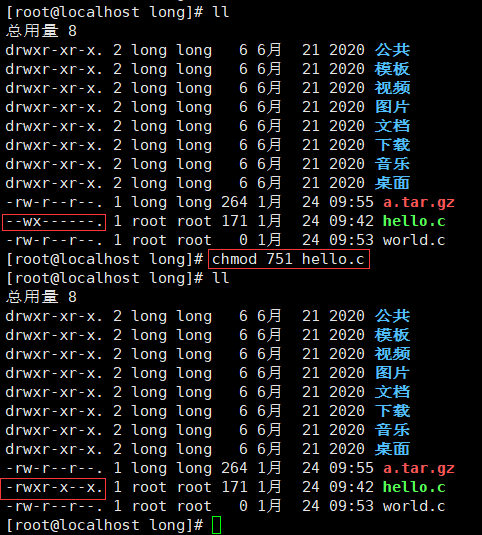 [root@localhost long]# ll
总用量 8
drwxr-xr-x. 2 long long   6 6月  21 2020 公共
drwxr-xr-x. 2 long long   6 6月  21 2020 模板
drwxr-xr-x. 2 long long   6 6月  21 2020 视频
drwxr-xr-x. 2 long long   6 6月  21 2020 图片
drwxr-xr-x. 2 long long   6 6月  21 2020 文档
drwxr-xr-x. 2 long long   6 6月  21 2020 下载
drwxr-xr-x. 2 long long   6 6月  21 2020 音乐
drwxr-xr-x. 2 long long   6 6月  21 2020 桌面
-rw-r--r--. 1 long long 264 1月  24 09:55 a.tar.gz
--wx------. 1 root root 171 1月  24 09:42 hello.c
-rw-r--r--. 1 root root   0 1月  24 09:53 world.c
[root@localhost long]# chmod 751 hello.c
[root@localhost long]# ll
总用量 8
drwxr-xr-x. 2 long long   6 6月  21 2020 公共
drwxr-xr-x. 2 long long   6 6月  21 2020 模板
drwxr-xr-x. 2 long long   6 6月  21 2020 视频
drwxr-xr-x. 2 long long   6 6月  21 2020 图片
drwxr-xr-x. 2 long long   6 6月  21 2020 文档
drwxr-xr-x. 2 long long   6 6月  21 2020 下载
drwxr-xr-x. 2 long long   6 6月  21 2020 音乐
drwxr-xr-x. 2 long long   6 6月  21 2020 桌面
-rw-r--r--. 1 long long 264 1月  24 09:55 a.tar.gz
-rwxr-x--x. 1 root root 171 1月  24 09:42 hello.c
-rw-r--r--. 1 root root   0 1月  24 09:53 world.c
[root@localhost long]#